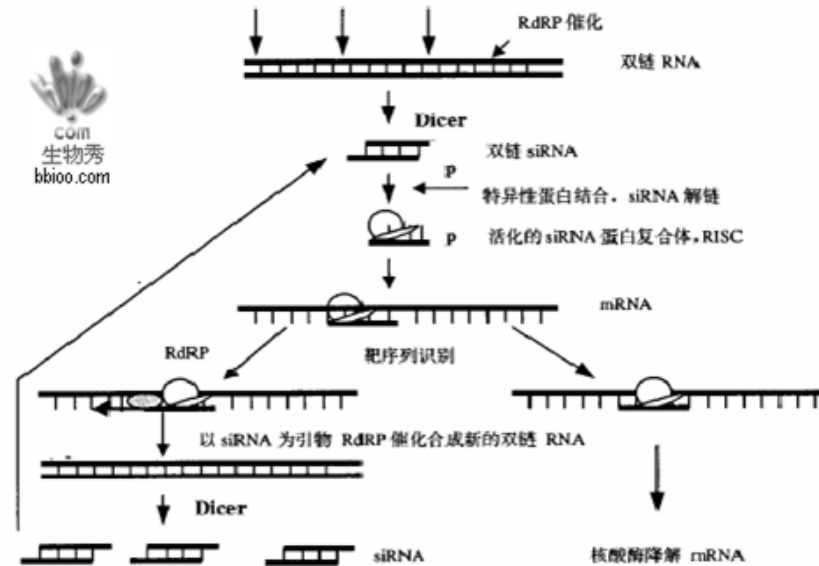 RdRP 催化
双链 RNA
com
生物秀
bbioo.com
Dicer
双链 siRNA
P
特异性蛋白结合，siRNA 解链
P
活化的 siRNA 蛋白复合体，RISC
mRNA
RdRP
靶序列识别
以 siRNA 为引物 RdRP 催化合成新的双链 RNA
Dicer
siRNA
核酸酶降解 mRNA